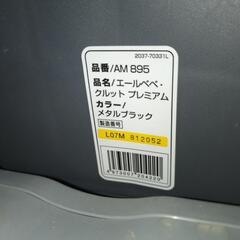 2037-70331L
品番/AM 895
品名/エールベベ・
クルット プレミアム
カラー/
メタルブラック
製造番号
L07M 812052
4973007204220